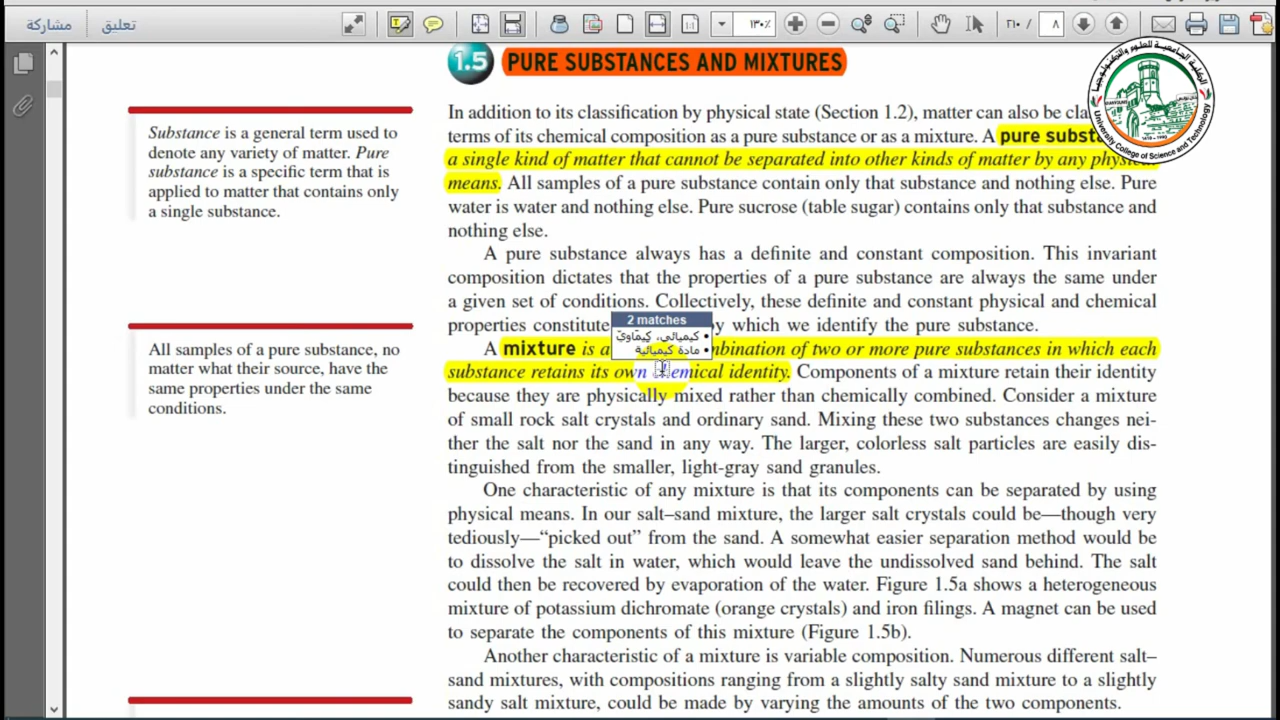 مشاركة
تعليق
١٣٠٪
٢١٠ /
٨
1.5 PURE SUBSTANCES AND MIXTURES
Substance is a general term used to
denote any variety of matter. Pure
substance is a specific term that is
applied to matter that contains only
a single substance.
All samples of a pure substance, no
matter what their source, have the
same properties under the same
conditions.
In addition to its classification by physical state (Section 1.2), matter can also be
terms of its chemical composition as a pure substance or as a mixture. A pure
a single kind of matter that cannot be separated into other kinds of matter by any
means. All samples of a pure substance contain only that substance and nothing else. Pure
water is water and nothing else. Pure sucrose (table sugar) contains only that substance and
nothing else.
A pure substance always has a definite and constant composition. This invariant
composition dictates that the properties of a pure substance are always the same under
a given set of conditions. Collectively, these definite and constant physical and chemical
properties constitute by which we identify the pure substance.
2 matches
• كيميائي، كيماويّ
• مادة كيميائية
A mixture is a of two or more pure substances in which each
substance retains its own chemical identity. Components of a mixture retain their identity
because they are physically mixed rather than chemically combined. Consider a mixture
of small rock salt crystals and ordinary sand. Mixing these two substances changes nei-
ther the salt nor the sand in any way. The larger, colorless salt particles are easily dis-
tinguished from the smaller, light-gray sand granules.
One characteristic of any mixture is that its components can be separated by using
physical means. In our salt–sand mixture, the larger salt crystals could be—though very
tediously—“picked out” from the sand. A somewhat easier separation method would be
to dissolve the salt in water, which would leave the undissolved sand behind. The salt
could then be recovered by evaporation of the water. Figure 1.5a shows a heterogeneous
mixture of potassium dichromate (orange crystals) and iron filings. A magnet can be used
to separate the components of this mixture (Figure 1.5b).
Another characteristic of a mixture is variable composition. Numerous different salt–
sand mixtures, with compositions ranging from a slightly salty sand mixture to a slightly
sandy salt mixture, could be made by varying the amounts of the two components.
الكلية الجامعية للعلوم والتكنولوجيا
University College of Science and Technology